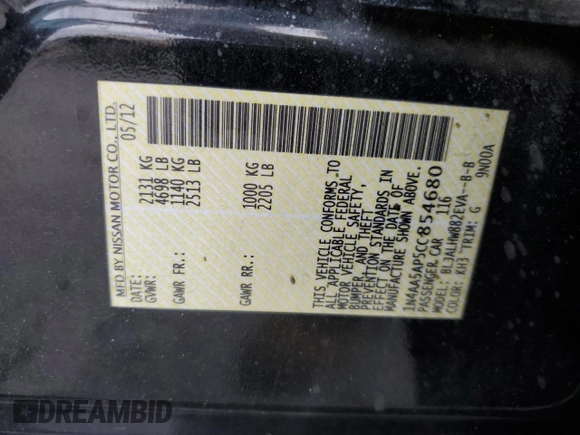 MFD BY NISSAN MOTOR CO., LTD.
DATE: 05/12
GVWR: 2131 KG
4698 LB
GAWR FR.: 1140 KG
2513 LB
GAWR RR.: 1000 KG
2205 LB
THIS VEHICLE CONFORMS TO
ALL APPLICABLE FEDERAL
MOTOR VEHICLE SAFETY,
BUMPER, AND THEFT
PREVENTION STANDARDS IN
EFFECT ON THE DATE OF
MANUFACTURE SHOWN ABOVE.
1N4AA5AP5CC854680
PASSENGER CAR 116
MODEL: BLJALHW882EVA--B-B
COLOR: KH3 TRIM: G 9N00A
DREAMBID